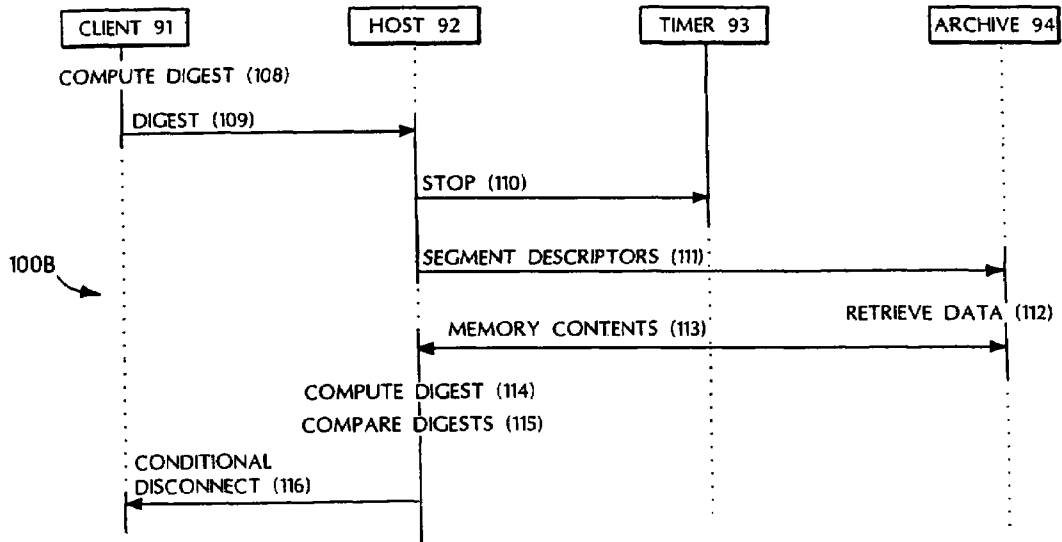 CLIENT 91
HOST 92
TIMER 93
ARCHIVE 94
COMPUTE DIGEST (108)
DIGEST (109)
STOP (110)
SEGMENT DESCRIPTORS (111)
100B
RETRIEVE DATA (112)
MEMORY CONTENTS (113)
COMPUTE DIGEST (114)
COMPARE DIGESTS (115)
CONDITIONAL
DISCONNECT (116)